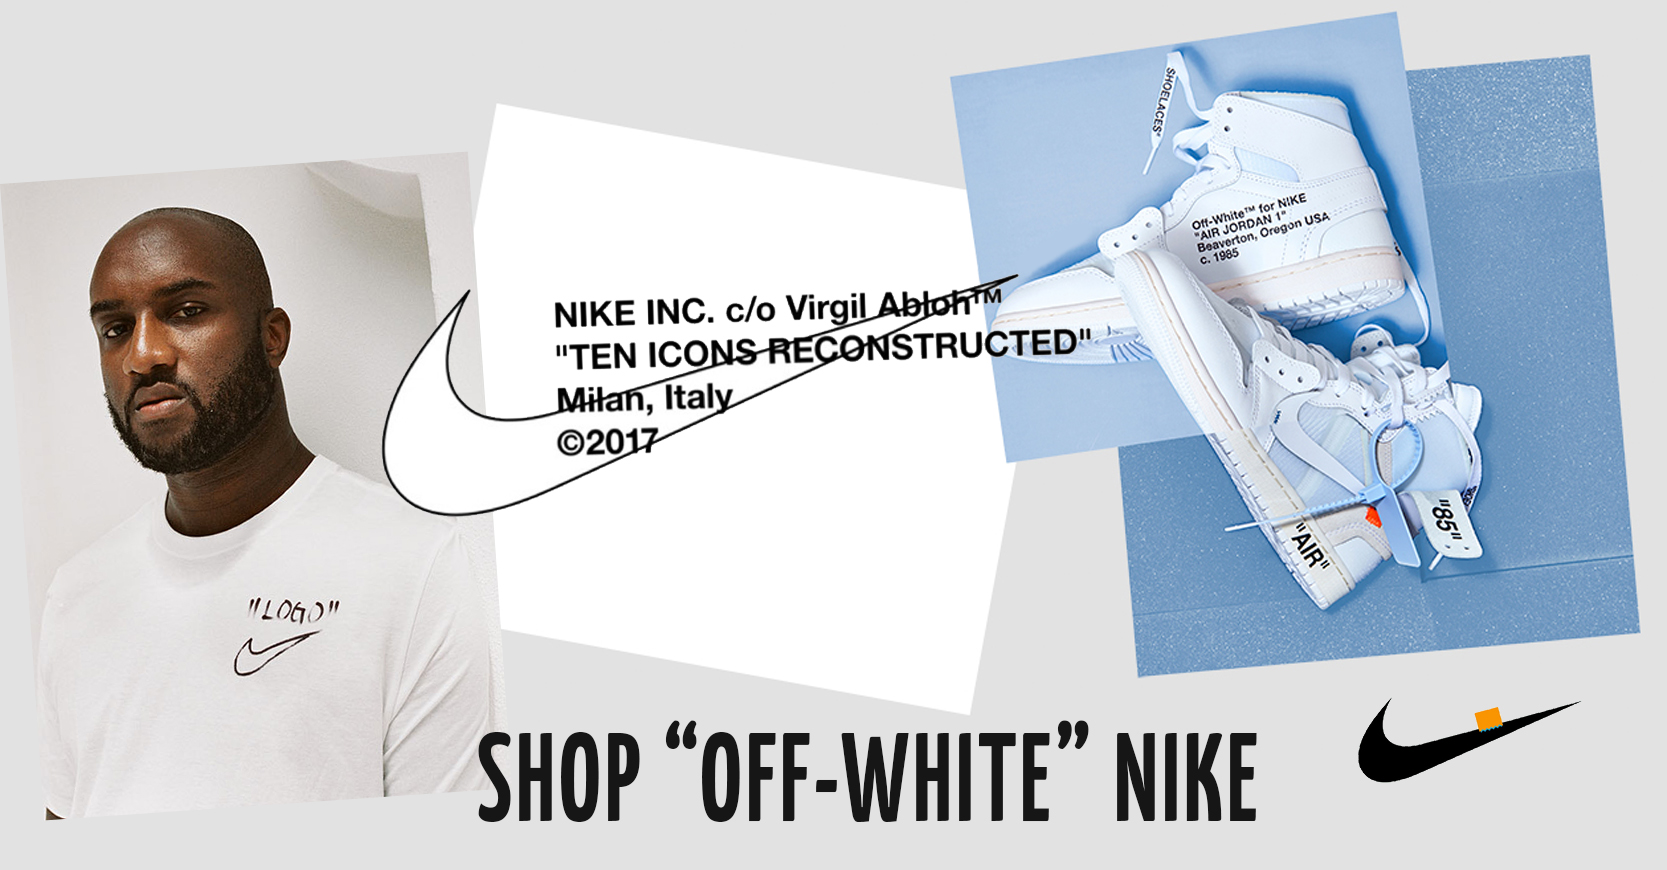 "LOGO"
NIKE INC. c/o Virgil Abloh™
"TEN ICONS RECONSTRUCTED"
Milan, Italy
©2017
SHOELACES"
Off-White™ for NIKE
"AIR JORDAN 1"
Beaverton, Oregon USA
c. 1985
"85"
"AIR"
SHOP “OFF-WHITE” NIKE